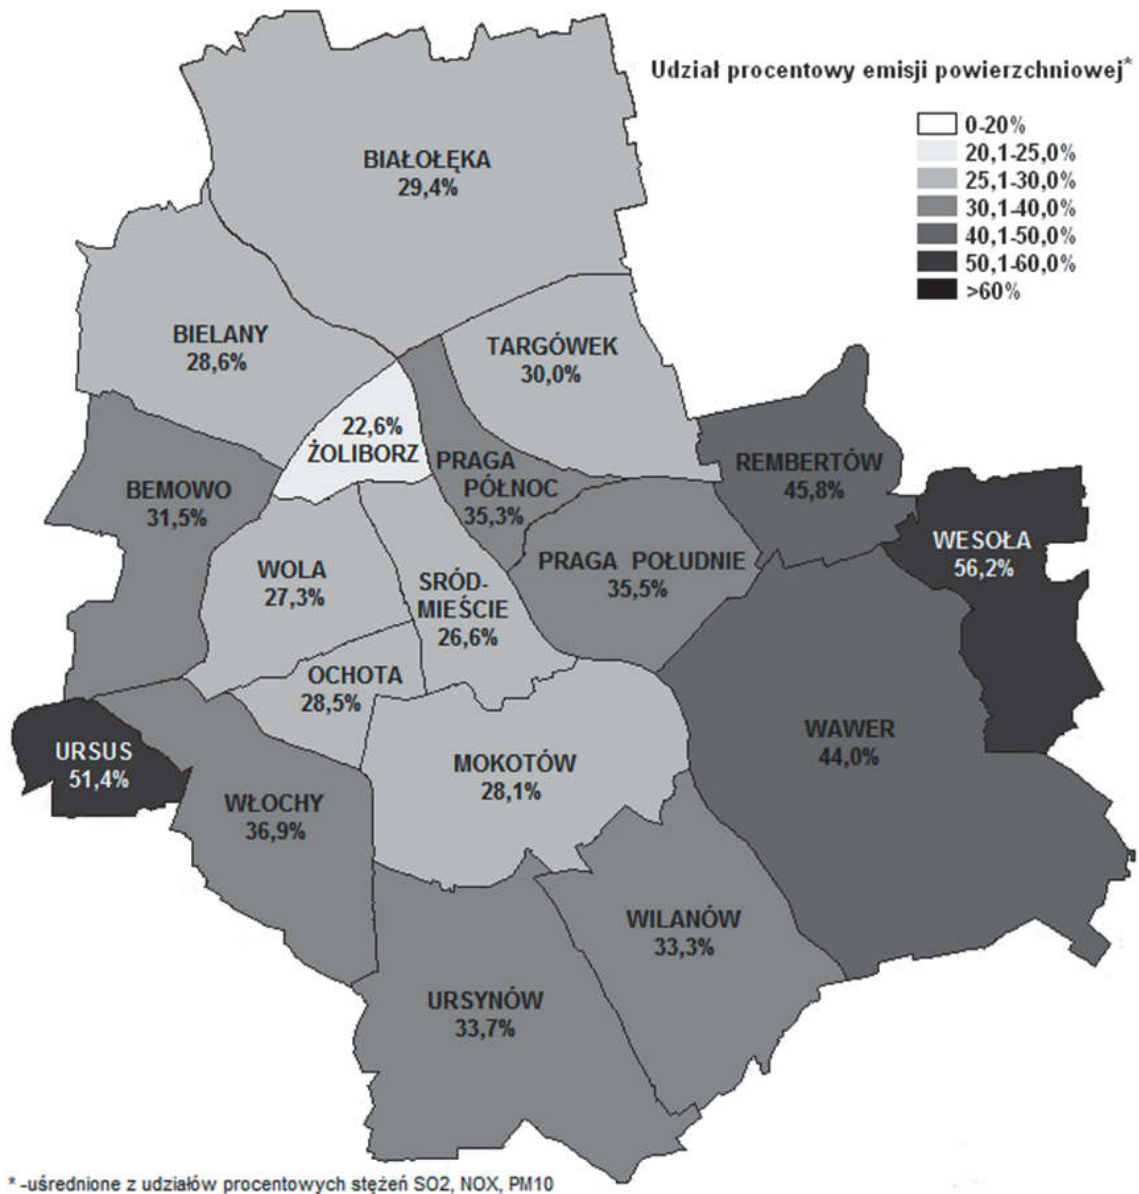 Udział procentowy emisji powierzchniowej*
0-20%
20,1-25,0%
25,1-30,0%
30,1-40,0%
40,1-50,0%
50,1-60,0%
>60%
BIAŁOŁĘKA
29,4%
BIELANY
28,6%
TARGÓWEK
30,0%
22,6%
ŻOLIBORZ
PRAGA
PÓŁNOC
35,3%
REMBERTÓW
45,8%
BEMOWO
31,5%
WESOŁA
56,2%
WOLA
27,3%
SRÓD-
MIEŚCIE
26,6%
PRAGA POŁUDNIE
35,5%
OCHOTA
28,5%
URSUS
51,4%
MOKOTÓW
28,1%
WAWER
44,0%
WŁOCHY
36,9%
WILANÓW
33,3%
URSYNÓW
33,7%
* -uśrednione z udziałów procentowych stężeń SO2, NOX, PM10